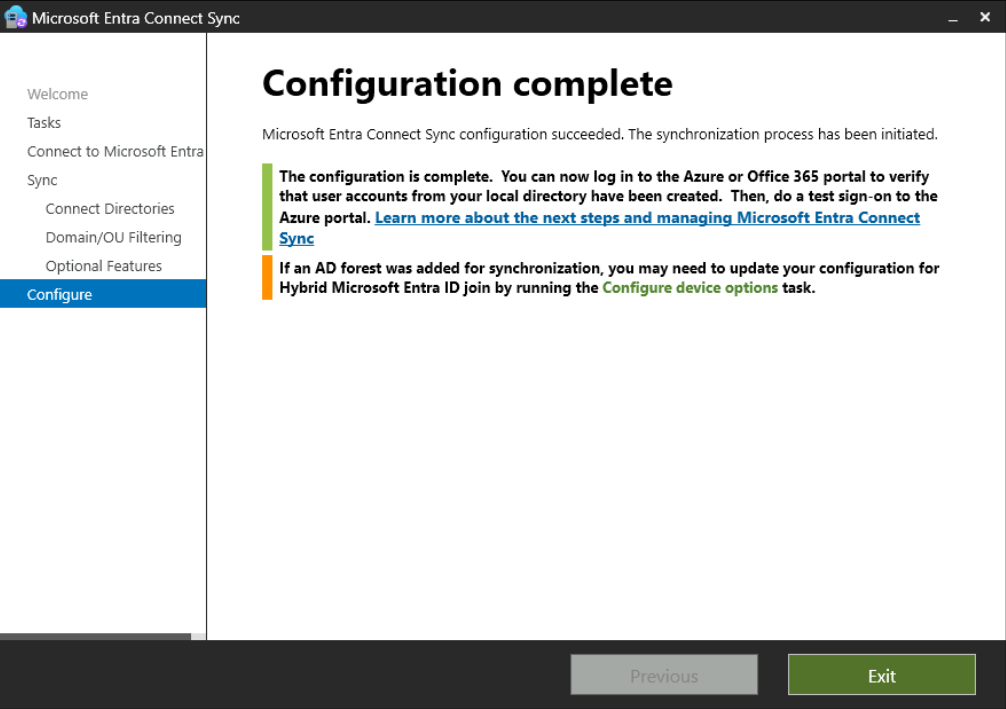 Microsoft Entra Connect Sync
Welcome
Tasks
Connect to Microsoft Entra
Sync
Connect Directories
Domain/OU Filtering
Optional Features
Configure
Configuration complete
Microsoft Entra Connect Sync configuration succeeded. The synchronization process has been initiated.
The configuration is complete.  You can now log in to the Azure or Office 365 portal to verify
that user accounts from your local directory have been created.  Then, do a test sign-on to the
Azure portal. Learn more about the next steps and managing Microsoft Entra Connect
Sync
If an AD forest was added for synchronization, you may need to update your configuration for
Hybrid Microsoft Entra ID join by running the Configure device options task.
Previous
Exit